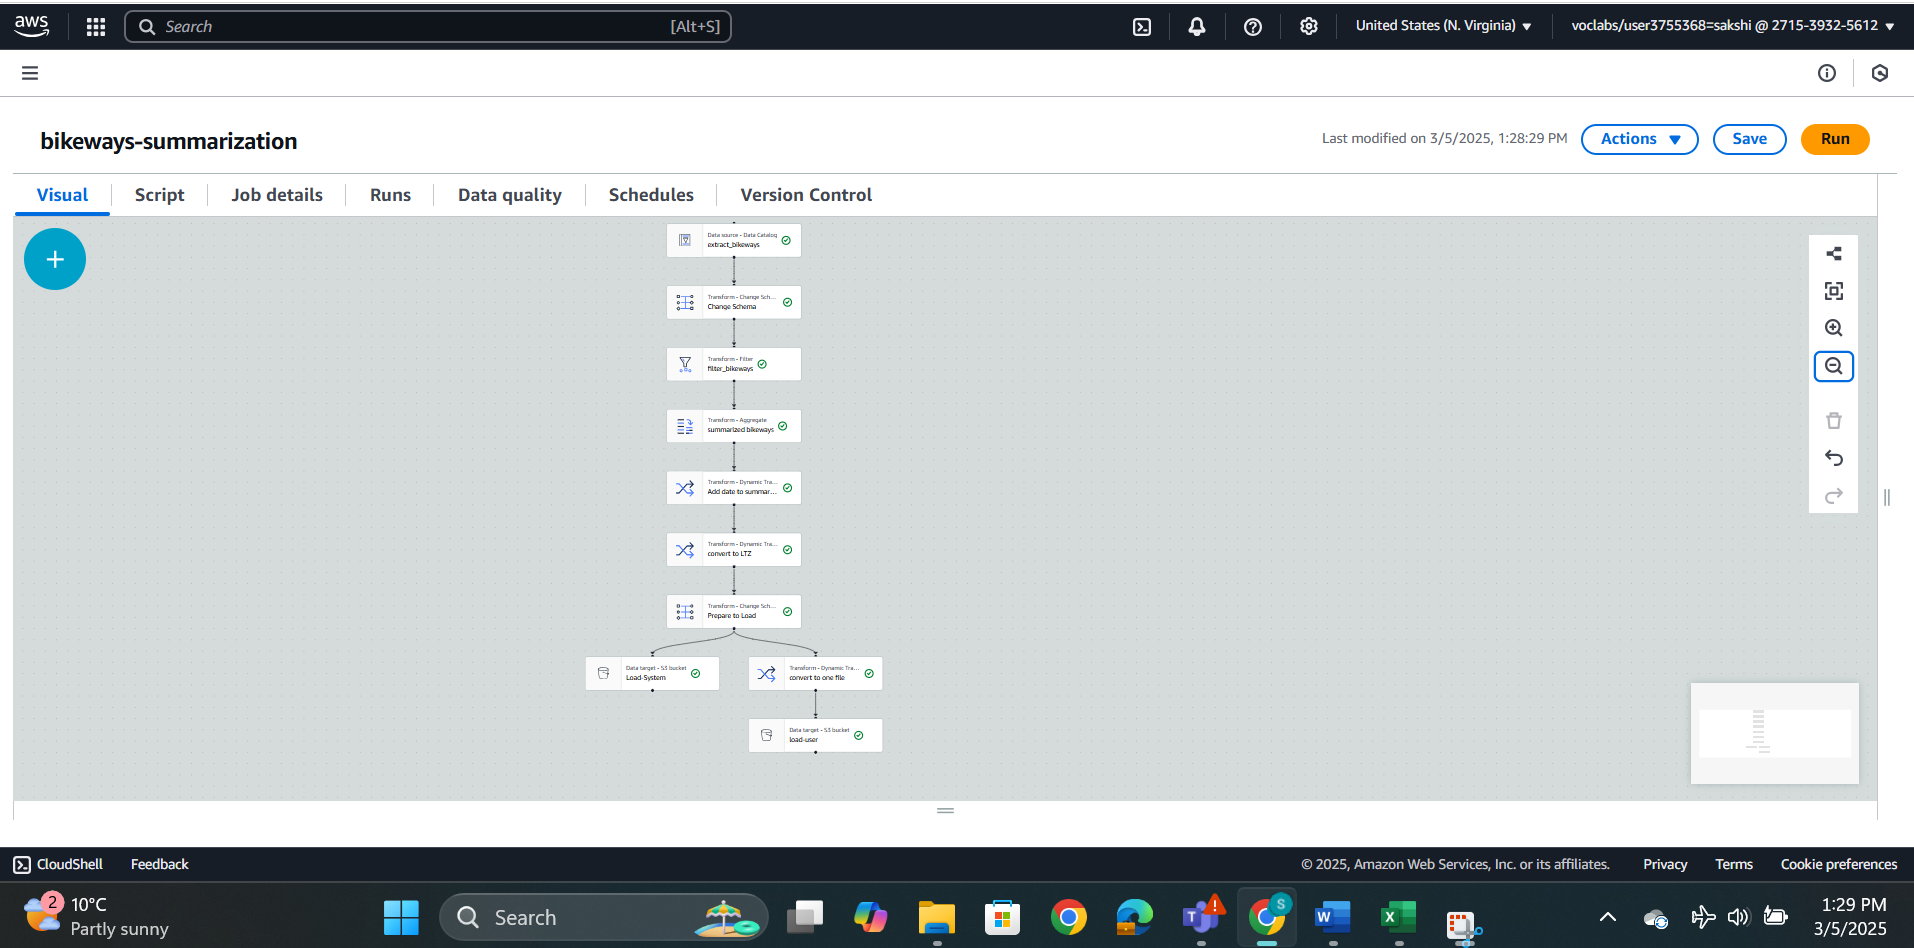 aws
Search [Alt+S]
United States (N. Virginia) ▼
voclabs/user3755368=sakshi @ 2715-3932-5612 ▼
bikeways-summarization
Last modified on 3/5/2025, 1:28:29 PM
Actions ▼
Save
Run
Visual
Script
Job details
Runs
Data quality
Schedules
Version Control
Data source - Data Catalog
extract_bikeways
Transform - Change Sch...
Change Schema
Transform - Filter
filter_bikeways
Transform - Aggregate
summarized bikeways
Transform - Dynamic Tra...
Add date to summar...
Transform - Dynamic Tra...
convert to LTZ
Transform - Change Sch...
Prepare to Load
Data target - S3 bucket
Load-System
Transform - Dynamic Tra...
convert to one file
Data target - S3 bucket
load-user
CloudShell
Feedback
© 2025, Amazon Web Services, Inc. or its affiliates.
Privacy
Terms
Cookie preferences
2
10°C
Partly sunny
Search
T
S
W
X
1:29 PM
3/5/2025